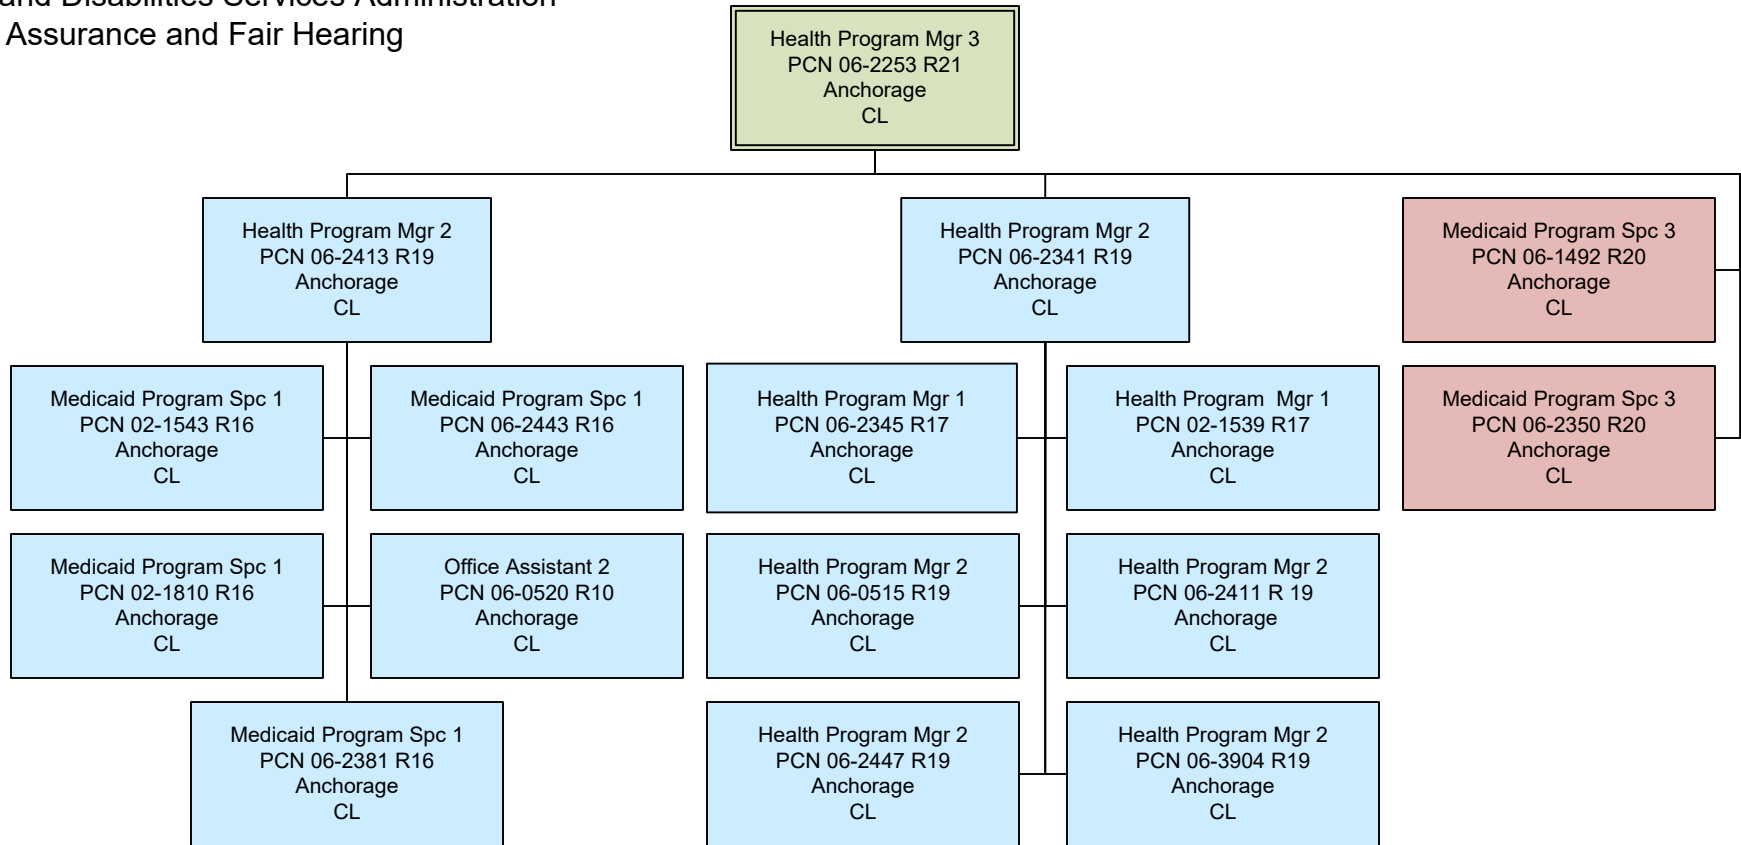 and Disabilities Services Administration
Assurance and Fair Hearing
Health Program Mgr 3
PCN 06-2253 R21
Anchorage
CL
Health Program Mgr 2
PCN 06-2413 R19
Anchorage
CL
Health Program Mgr 2
PCN 06-2341 R19
Anchorage
CL
Medicaid Program Spc 3
PCN 06-1492 R20
Anchorage
CL
Medicaid Program Spc 1
PCN 02-1543 R16
Anchorage
CL
Medicaid Program Spc 1
PCN 06-2443 R16
Anchorage
CL
Health Program Mgr 1
PCN 06-2345 R17
Anchorage
CL
Health Program  Mgr 1
PCN 02-1539 R17
Anchorage
CL
Medicaid Program Spc 3
PCN 06-2350 R20
Anchorage
CL
Medicaid Program Spc 1
PCN 02-1810 R16
Anchorage
CL
Office Assistant 2
PCN 06-0520 R10
Anchorage
CL
Health Program Mgr 2
PCN 06-0515 R19
Anchorage
CL
Health Program Mgr 2
PCN 06-2411 R 19
Anchorage
CL
Medicaid Program Spc 1
PCN 06-2381 R16
Anchorage
CL
Health Program Mgr 2
PCN 06-2447 R19
Anchorage
CL
Health Program Mgr 2
PCN 06-3904 R19
Anchorage
CL